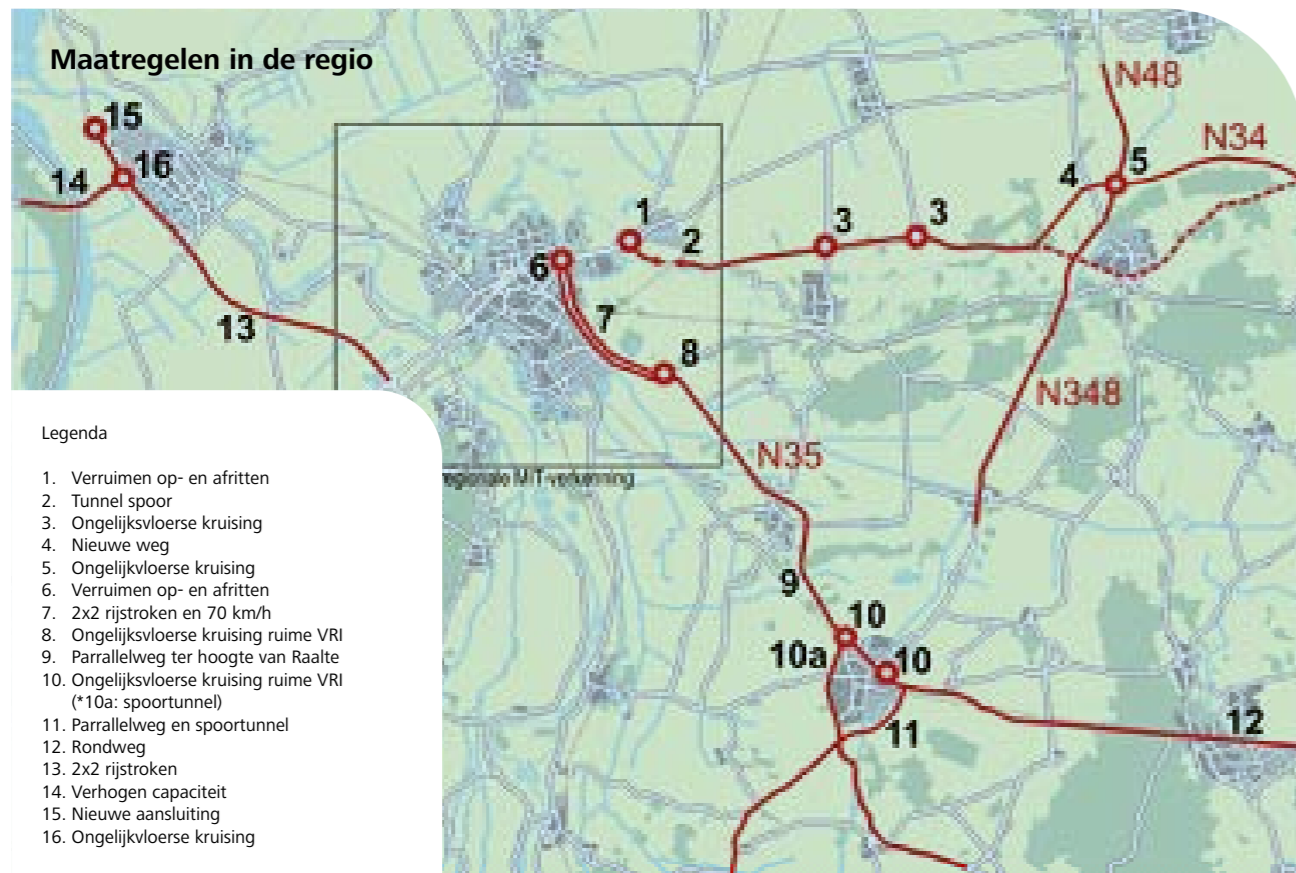 Maatregelen in de regio
N48
15
N34
16
5
14
4
1
3
3
2
6
7
13
8
N348
N35
regionale MIT-verkenning
9
10
10a
10
11
12
Legenda
1. Verruimen op- en afritten
2. Tunnel spoor
3. Ongelijksvloerse kruising
4. Nieuwe weg
5. Ongelijkvloerse kruising
6. Verruimen op- en afritten
7. 2x2 rijstroken en 70 km/h
8. Ongelijksvloerse kruising ruime VRI
9. Parrallelweg ter hoogte van Raalte
10. Ongelijksvloerse kruising ruime VRI
(*10a: spoortunnel)
11. Parrallelweg en spoortunnel
12. Rondweg
13. 2x2 rijstroken
14. Verhogen capaciteit
15. Nieuwe aansluiting
16. Ongelijkvloerse kruising